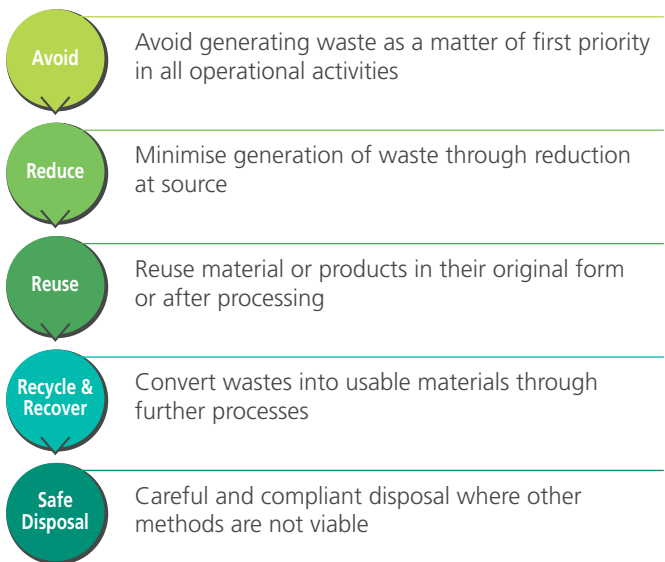 Avoid
Avoid generating waste as a matter of first priority
in all operational activities
Reduce
Minimise generation of waste through reduction
at source
Reuse
Reuse material or products in their original form
or after processing
Recycle &
Recover
Convert wastes into usable materials through
further processes
Safe
Disposal
Careful and compliant disposal where other
methods are not viable